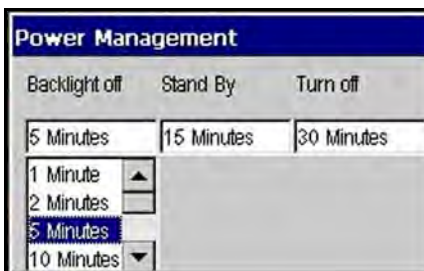 Power Management
Backlight off Stand By Turn off
5 Minutes 15 Minutes 30 Minutes
1 Minute
2 Minutes
5 Minutes
10 Minutes